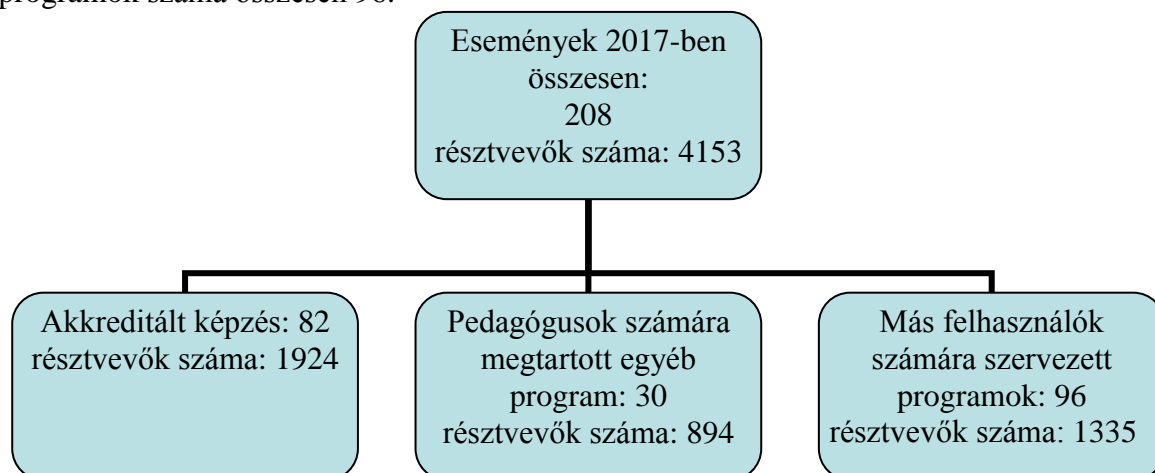 programok száma összesen 96.
Események 2017-ben
összesen:
208
résztvevők száma: 4153
Akkreditált képzés: 82
résztvevők száma: 1924
Pedagógusok számára
megtartott egyéb
program: 30
résztvevők száma: 894
Más felhasználók
számára szervezett
programok: 96
résztvevők száma: 1335